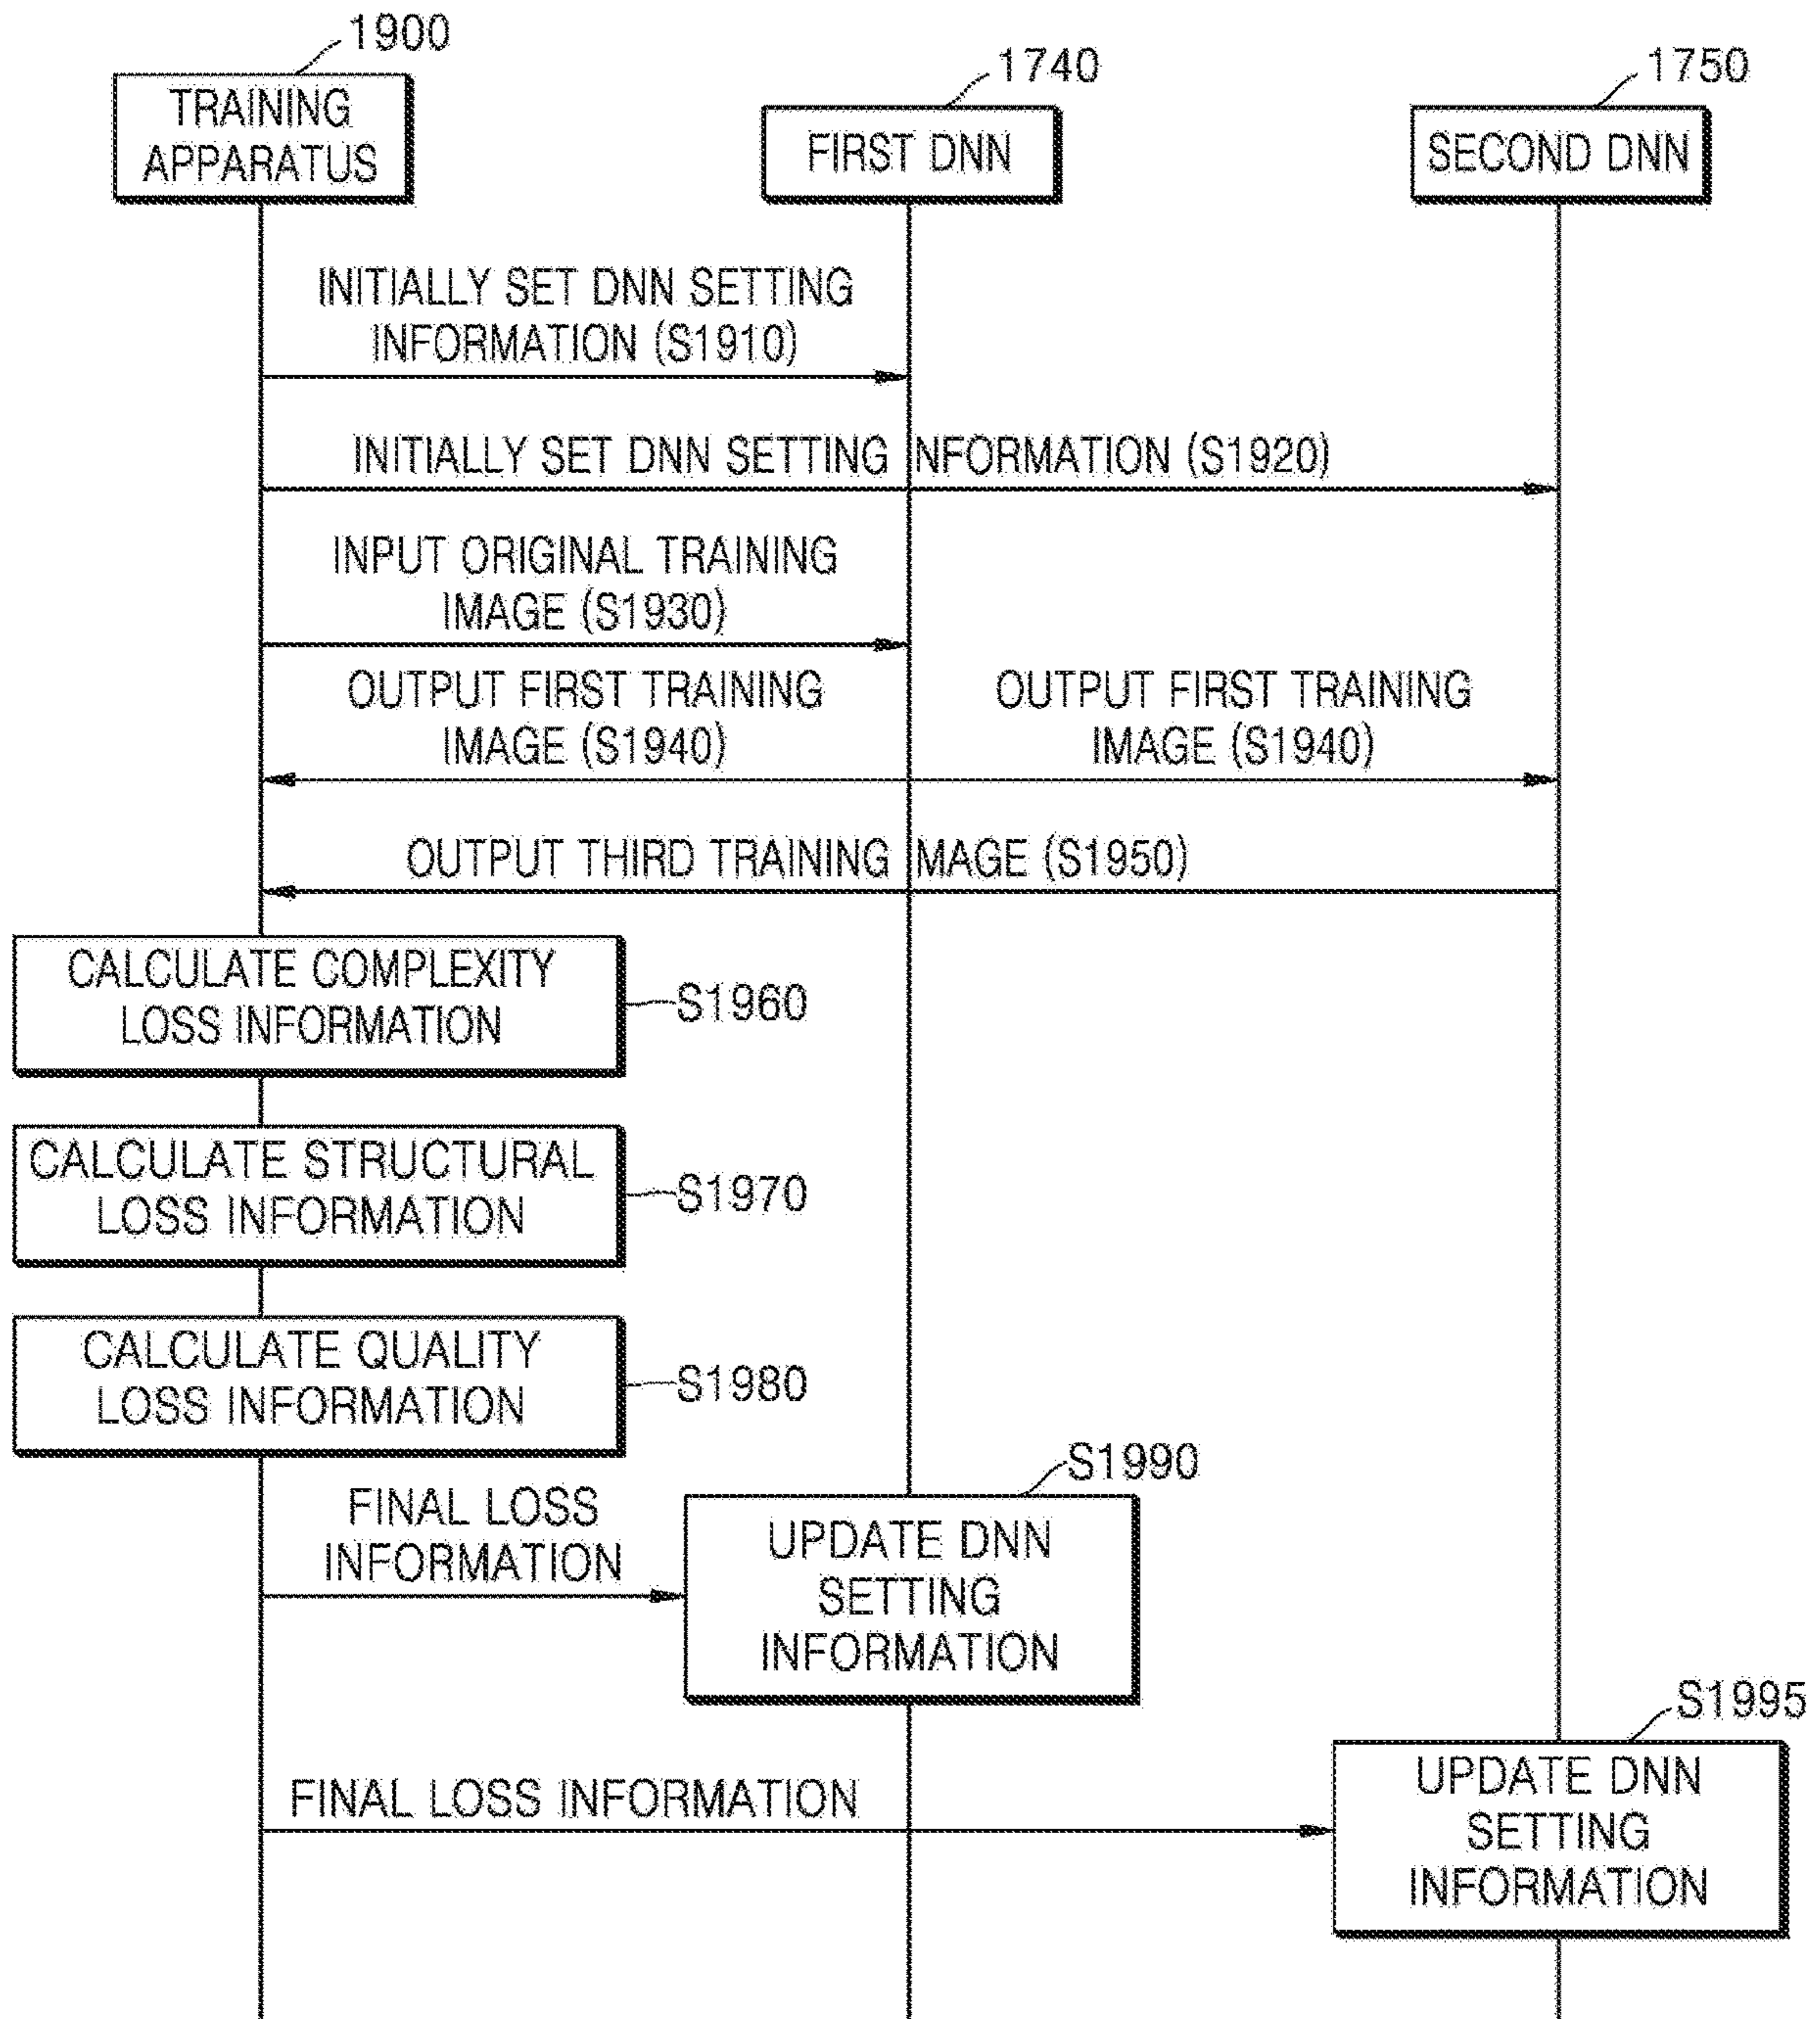 1900
TRAINING
APPARATUS
1740
FIRST DNN
1750
SECOND DNN
INITIALLY SET DNN SETTING
INFORMATION (S1910)
INITIALLY SET DNN SETTING INFORMATION (S1920)
INPUT ORIGINAL TRAINING
IMAGE (S1930)
OUTPUT FIRST TRAINING
IMAGE (S1940)
OUTPUT FIRST TRAINING
IMAGE (S1940)
OUTPUT THIRD TRAINING IMAGE (S1950)
CALCULATE COMPLEXITY
LOSS INFORMATION
S1960
CALCULATE STRUCTURAL
LOSS INFORMATION
S1970
CALCULATE QUALITY
LOSS INFORMATION
S1980
FINAL LOSS
INFORMATION
S1990
UPDATE DNN
SETTING
INFORMATION
FINAL LOSS INFORMATION
S1995
UPDATE DNN
SETTING
INFORMATION